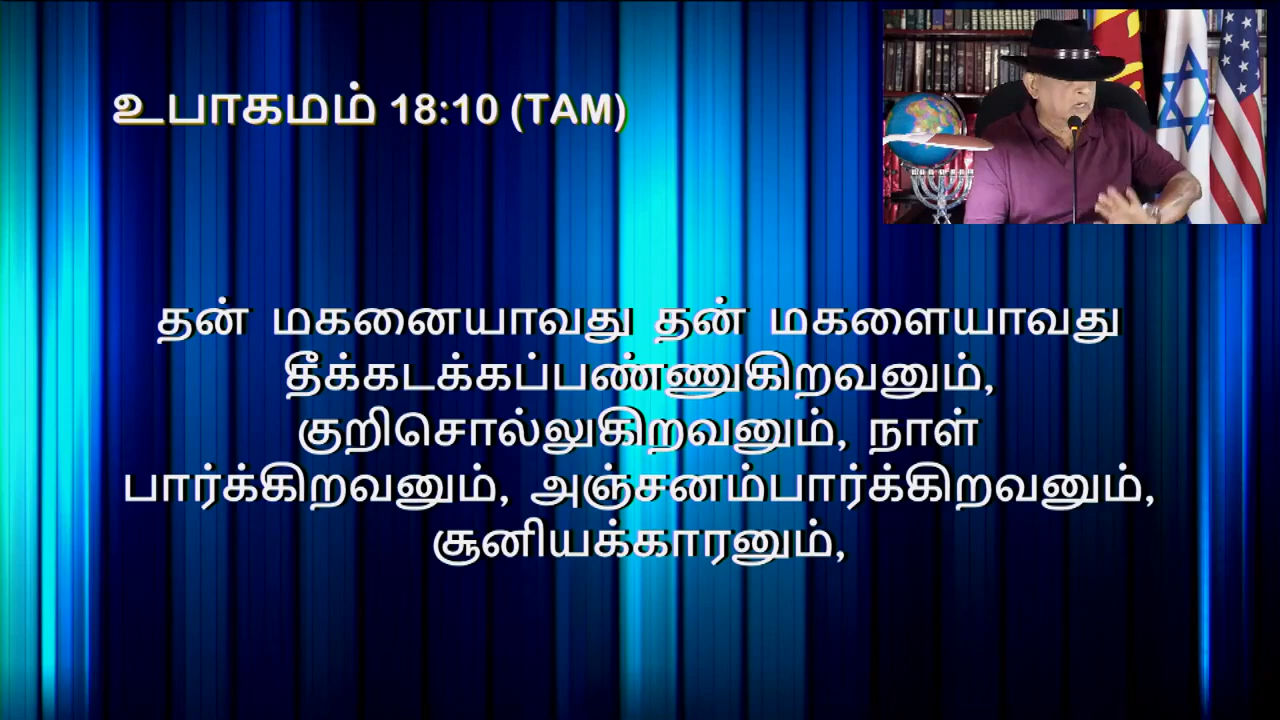 உபாகமம் 18:10 (TAM)
தன் மகனையாவது தன் மகளையாவது
தீக்கடக்கப்பண்ணுகிறவனும்,
குறிசொல்லுகிறவனும், நாள்
பார்க்கிறவனும், அஞ்சனம்பார்க்கிறவனும்,
சூனியக்காரனும்,